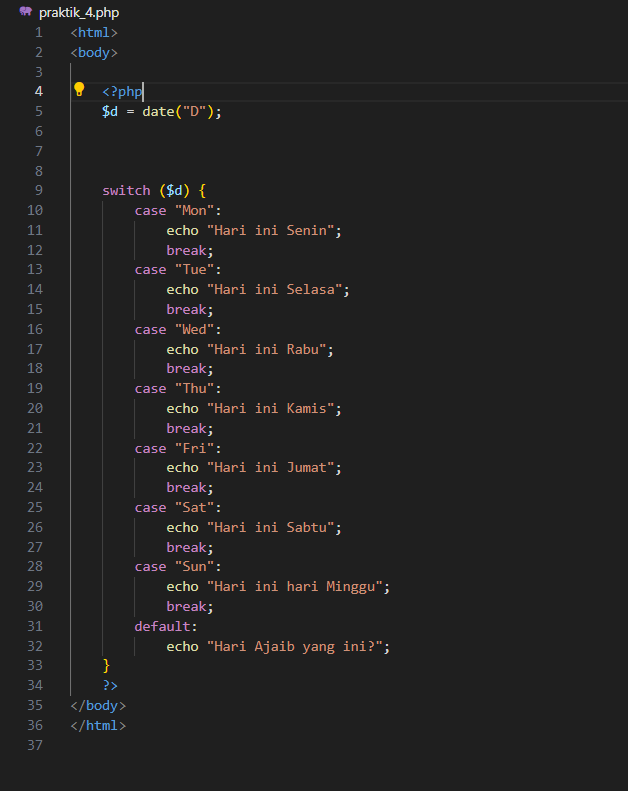 praktik_4.php
1 <html>
2 <body>
3
4 <?php
5 $d = date("D");
6
7
8
9 switch ($d) {
10 case "Mon":
11 echo "Hari ini Senin";
12 break;
13 case "Tue":
14 echo "Hari ini Selasa";
15 break;
16 case "Wed":
17 echo "Hari ini Rabu";
18 break;
19 case "Thu":
20 echo "Hari ini Kamis";
21 break;
22 case "Fri":
23 echo "Hari ini Jumat";
24 break;
25 case "Sat":
26 echo "Hari ini Sabtu";
27 break;
28 case "Sun":
29 echo "Hari ini hari Minggu";
30 break;
31 default:
32 echo "Hari Ajaib yang ini?";
33 }
34 ?>
35 </body>
36 </html>
37